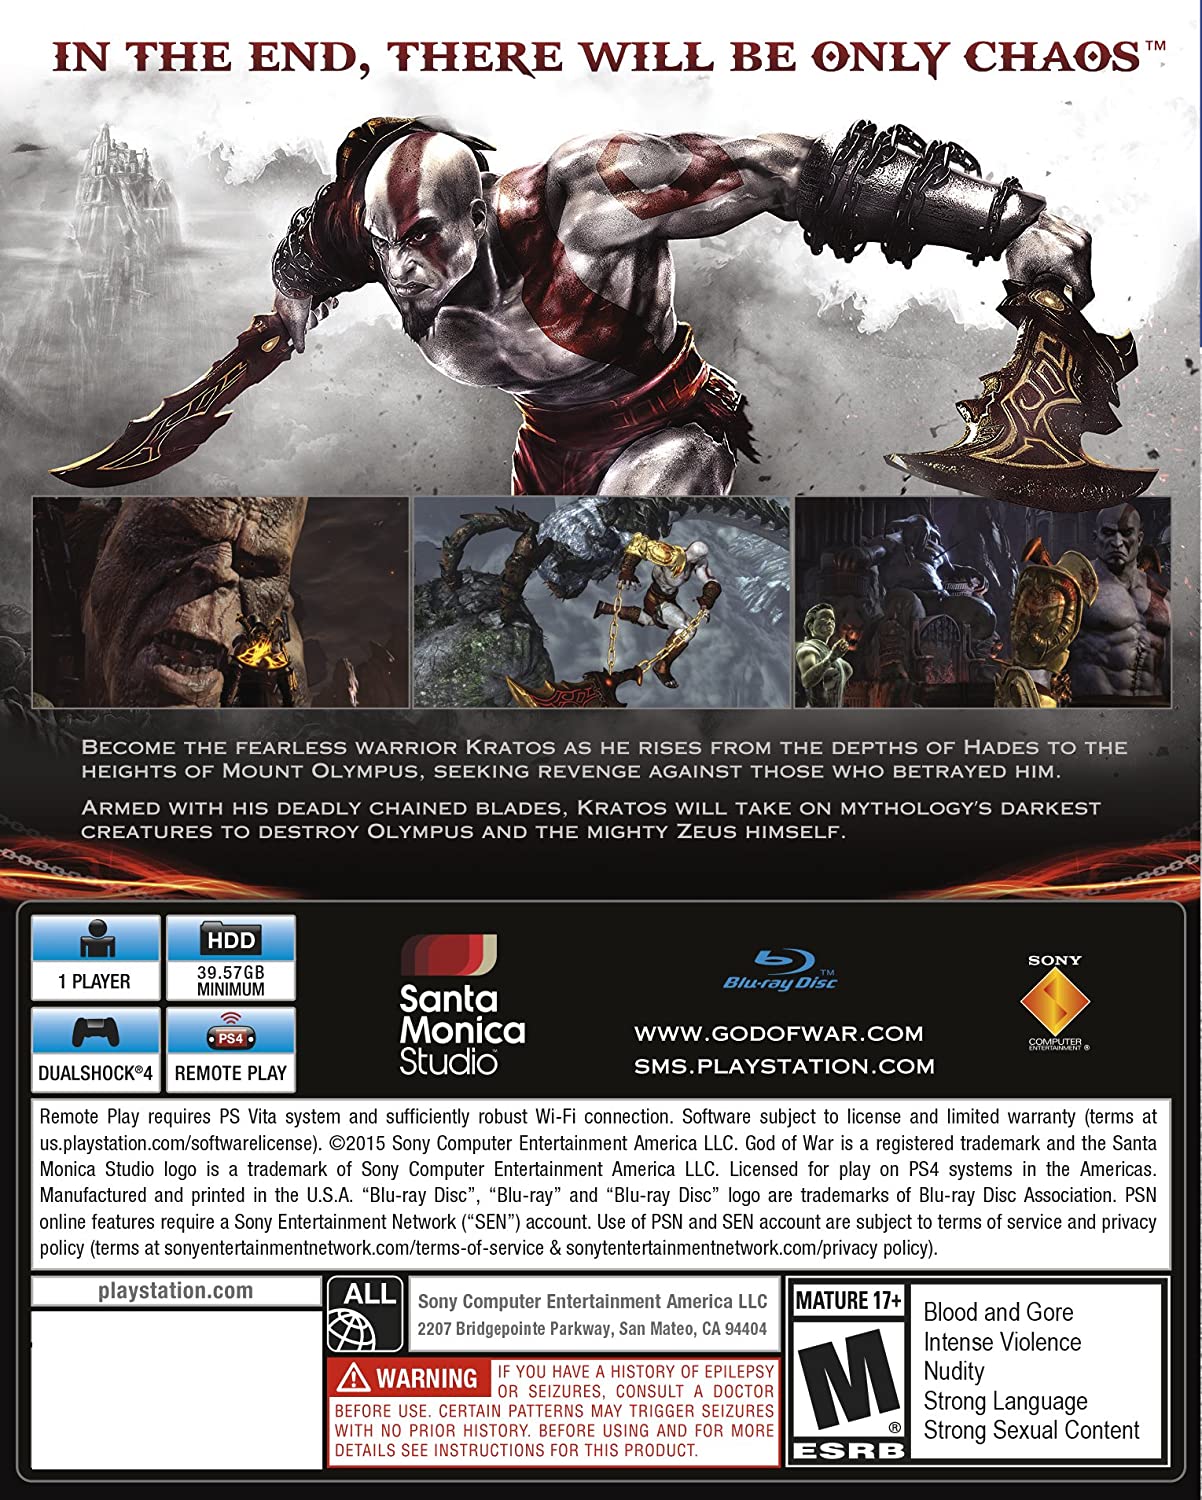 IN THE END, THERE WILL BE ONLY CHAOS™
BECOME THE FEARLESS WARRIOR KRATOS AS HE RISES FROM THE DEPTHS OF HADES TO THE
HEIGHTS OF MOUNT OLYMPUS, SEEKING REVENGE AGAINST THOSE WHO BETRAYED HIM.
ARMED WITH HIS DEADLY CHAINED BLADES, KRATOS WILL TAKE ON MYTHOLOGY'S DARKEST
CREATURES TO DESTROY OLYMPUS AND THE MIGHTY ZEUS HIMSELF.
1 PLAYER
HDD
39.57GB
MINIMUM
DUALSHOCK®4
PS4
REMOTE PLAY
Santa
Monica
Studio™
Blu-ray Disc™
WWW.GODOFWAR.COM
SMS.PLAYSTATION.COM
SONY
COMPUTER
ENTERTAINMENT ®
Remote Play requires PS Vita system and sufficiently robust Wi-Fi connection. Software subject to license and limited warranty (terms at
us.playstation.com/softwarelicense). ©2015 Sony Computer Entertainment America LLC. God of War is a registered trademark and the Santa
Monica Studio logo is a trademark of Sony Computer Entertainment America LLC. Licensed for play on PS4 systems in the Americas.
Manufactured and printed in the U.S.A. “Blu-ray Disc”, “Blu-ray” and “Blu-ray Disc” logo are trademarks of Blu-ray Disc Association. PSN
online features require a Sony Entertainment Network (“SEN”) account. Use of PSN and SEN account are subject to terms of service and privacy
policy (terms at sonyentertainmentnetwork.com/terms-of-service & sonytentertainmentnetwork.com/privacy policy).
playstation.com
ALL
Sony Computer Entertainment America LLC
2207 Bridgepointe Parkway, San Mateo, CA 94404
WARNING
IF YOU HAVE A HISTORY OF EPILEPSY
OR SEIZURES, CONSULT A DOCTOR
BEFORE USE. CERTAIN PATTERNS MAY TRIGGER SEIZURES
WITH NO PRIOR HISTORY. BEFORE USING AND FOR MORE
DETAILS SEE INSTRUCTIONS FOR THIS PRODUCT.
MATURE 17+
M
®
ESRB
Blood and Gore
Intense Violence
Nudity
Strong Language
Strong Sexual Content